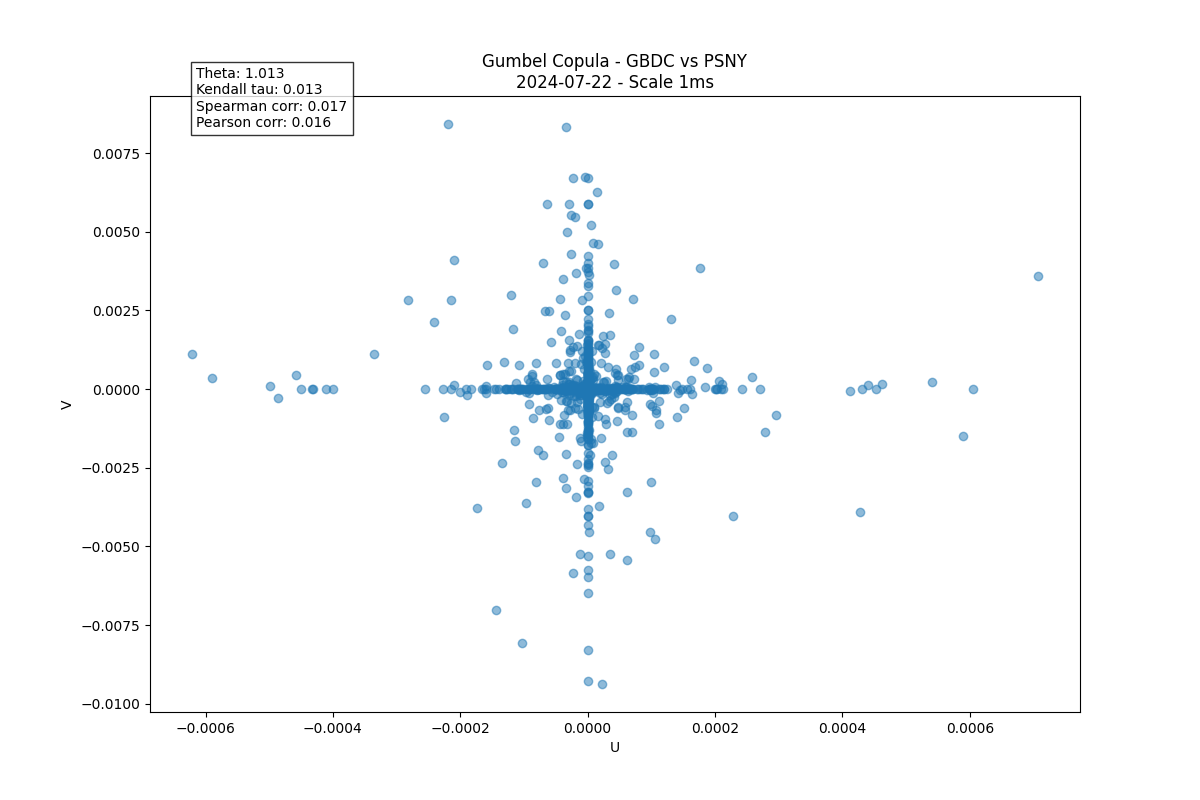 Gumbel Copula - GBDC vs PSNY
2024-07-22 - Scale 1ms
Theta: 1.013
Kendall tau: 0.013
Spearman corr: 0.017
Pearson corr: 0.016
0.0075
0.0050
0.0025
0.0000
−0.0025
−0.0050
−0.0075
−0.0100
V
−0.0006 −0.0004 −0.0002 0.0000 0.0002 0.0004 0.0006
U